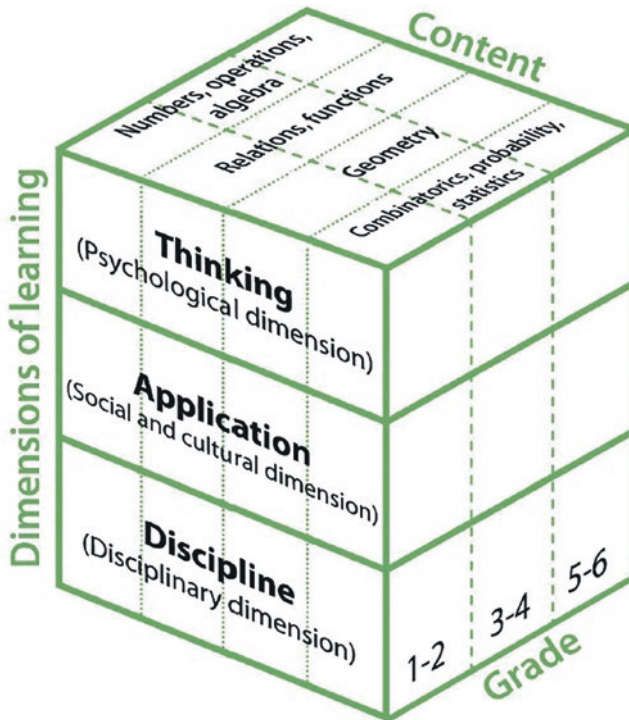 Content
Numbers, operations,
algebra
Relations, functions
Geometry
Combinatorics, probability,
statistics
Dimensions of learning
Thinking
(Psychological dimension)
Application
(Social and cultural dimension)
Discipline
(Disciplinary dimension)
1-2
3-4
5-6
Grade